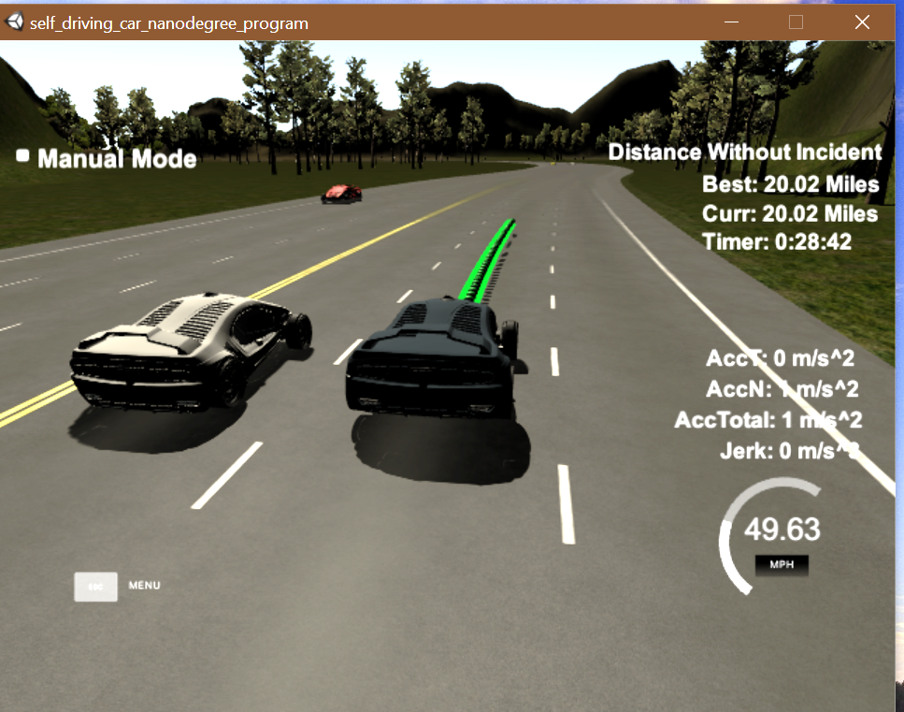 self_driving_car_nanodegree_program
Manual Mode
Distance Without Incident
Best: 20.02 Miles
Curr: 20.02 Miles
Timer: 0:28:42
AccT: 0 m/s^2
AccN: 1 m/s^2
AccTotal: 1 m/s^2
Jerk: 0 m/s^3
49.63
MPH
ESC
MENU